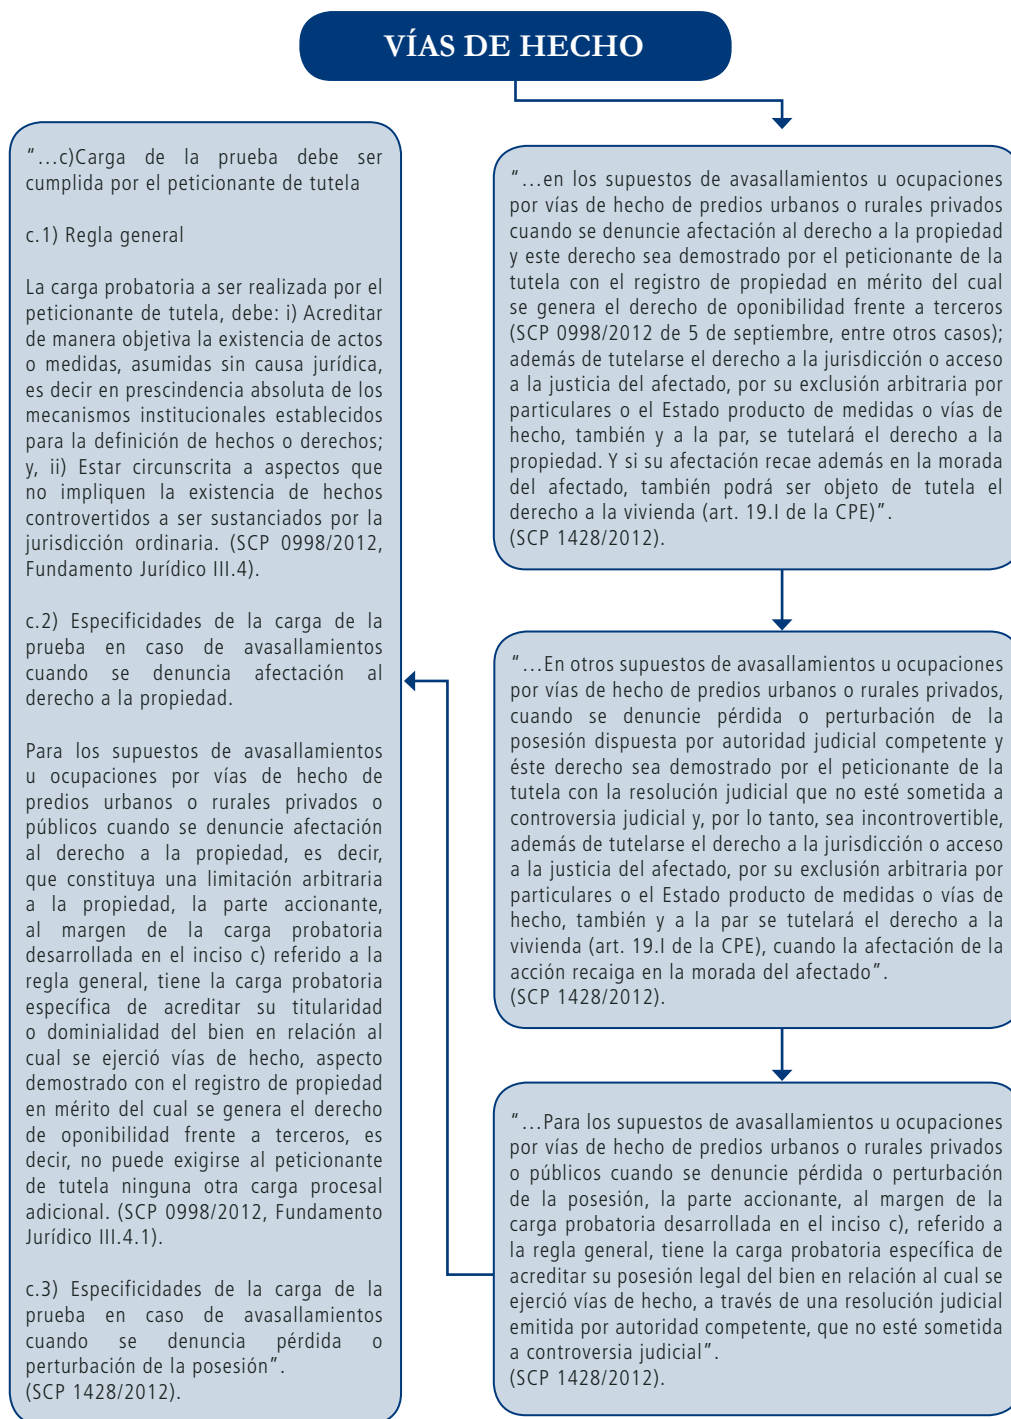 VÍAS DE HECHO
“...en los supuestos de avasallamientos u ocupaciones
por vías de hecho de predios urbanos o rurales privados
cuando se denuncie afectación al derecho a la propiedad
y este derecho sea demostrado por el peticionante de la
tutela con el registro de propiedad en mérito del cual
se genera el derecho de oponibilidad frente a terceros
(SCP 0998/2012 de 5 de septiembre, entre otros casos);
además de tutelarse el derecho a la jurisdicción o acceso
a la justicia del afectado, por su exclusión arbitraria por
particulares o el Estado producto de medidas o vías de
hecho, también y a la par, se tutelará el derecho a la
propiedad. Y si su afectación recae además en la morada
del afectado, también podrá ser objeto de tutela el
derecho a la vivienda (art. 19.I de la CPE)”.
(SCP 1428/2012).
“...En otros supuestos de avasallamientos u ocupaciones
por vías de hecho de predios urbanos o rurales privados,
cuando se denuncie pérdida o perturbación de la
posesión dispuesta por autoridad judicial competente y
éste derecho sea demostrado por el peticionante de la
tutela con la resolución judicial que no esté sometida a
controversia judicial y, por lo tanto, sea incontrovertible,
además de tutelarse el derecho a la jurisdicción o acceso
a la justicia del afectado, por su exclusión arbitraria por
particulares o el Estado producto de medidas o vías de
hecho, también y a la par se tutelará el derecho a la
vivienda (art. 19.I de la CPE), cuando la afectación de la
acción recaiga en la morada del afectado”.
(SCP 1428/2012).
“...Para los supuestos de avasallamientos u ocupaciones
por vías de hecho de predios urbanos o rurales privados
o públicos cuando se denuncie pérdida o perturbación
de la posesión, la parte accionante, al margen de la
carga probatoria desarrollada en el inciso c), referido a
la regla general, tiene la carga probatoria específica de
acreditar su posesión legal del bien en relación al cual se
ejerció vías de hecho, a través de una resolución judicial
emitida por autoridad competente, que no esté sometida
a controversia judicial”.
(SCP 1428/2012).
“...c)Carga de la prueba debe ser
cumplida por el peticionante de tutela
c.1) Regla general
La carga probatoria a ser realizada por el
peticionante de tutela, debe: i) Acreditar
de manera objetiva la existencia de actos
o medidas, asumidas sin causa jurídica,
es decir en prescindencia absoluta de los
mecanismos institucionales establecidos
para la definición de hechos o derechos;
y, ii) Estar circunscrita a aspectos que
no impliquen la existencia de hechos
controvertidos a ser sustanciados por la
jurisdicción ordinaria. (SCP 0998/2012,
Fundamento Jurídico III.4).
c.2) Especificidades de la carga de la
prueba en caso de avasallamientos
cuando se denuncia afectación al
derecho a la propiedad.
Para los supuestos de avasallamientos
u ocupaciones por vías de hecho de
predios urbanos o rurales privados o
públicos cuando se denuncie afectación
al derecho a la propiedad, es decir,
que constituya una limitación arbitraria
a la propiedad, la parte accionante,
al margen de la carga probatoria
desarrollada en el inciso c) referido a la
regla general, tiene la carga probatoria
específica de acreditar su titularidad
o dominialidad del bien en relación al
cual se ejerció vías de hecho, aspecto
demostrado con el registro de propiedad
en mérito del cual se genera el derecho
de oponibilidad frente a terceros, es
decir, no puede exigirse al peticionante
de tutela ninguna otra carga procesal
adicional. (SCP 0998/2012, Fundamento
Jurídico III.4.1).
c.3) Especificidades de la carga de la
prueba en caso de avasallamientos
cuando se denuncia pérdida o
perturbación de la posesión”.
(SCP 1428/2012).